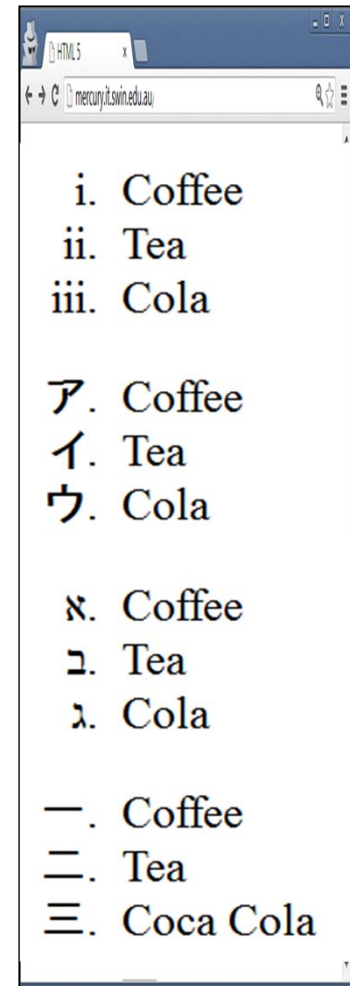 HTML 5 x
mercury.it.swin.edu.au/
i. Coffee
ii. Tea
iii. Cola
ア. Coffee
イ. Tea
ウ. Cola
א. Coffee
ב. Tea
ג. Cola
一. Coffee
二. Tea
三. Coca Cola